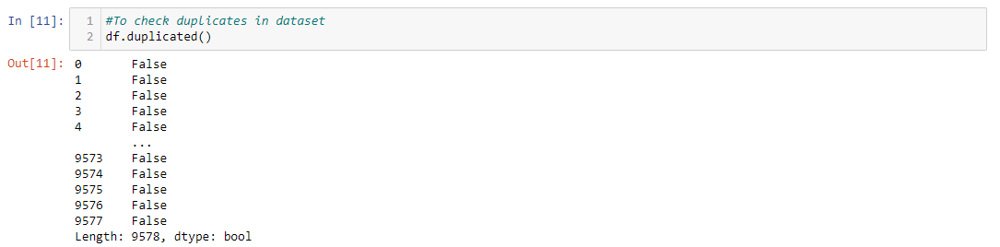 In [11]: 1 #To check duplicates in dataset
2 df.duplicated()
Out[11]: 0 False
1 False
2 False
3 False
4 False
...
9573 False
9574 False
9575 False
9576 False
9577 False
Length: 9578, dtype: bool